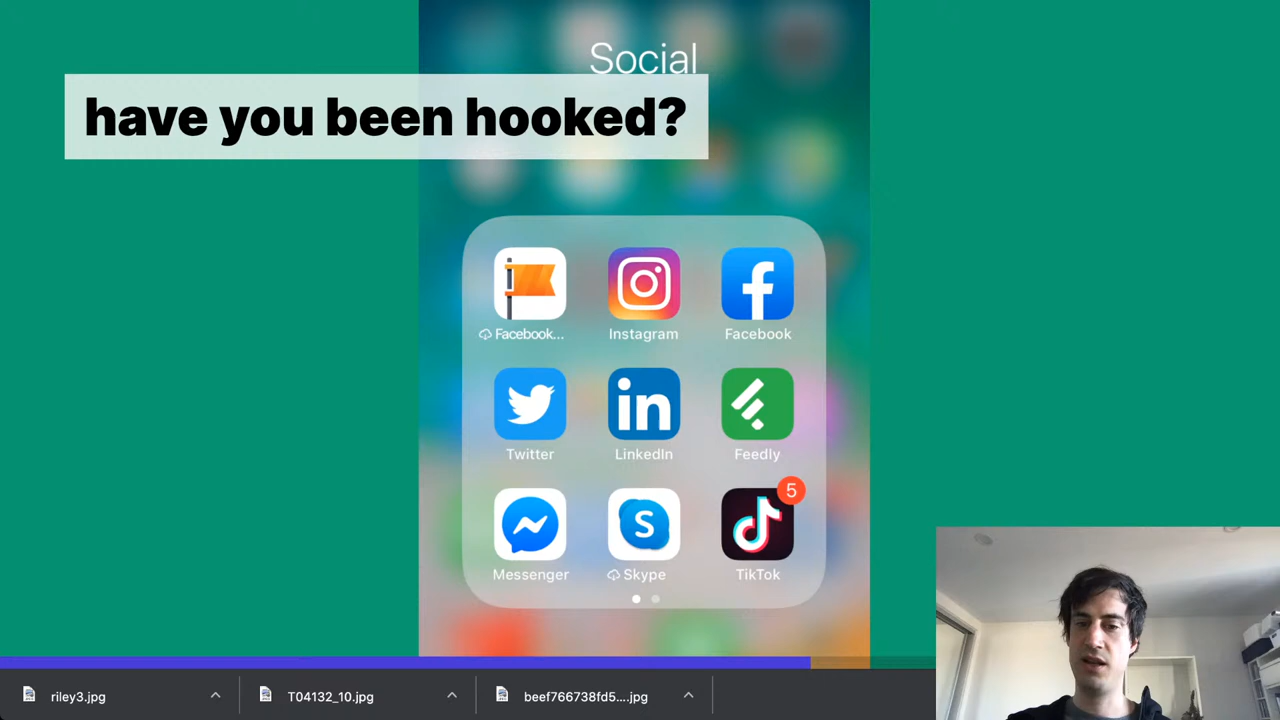 Social
have you been hooked?
Facebook...
Instagram
Facebook
Twitter
LinkedIn
Feedly
5
Messenger
Skype
TikTok
riley3.jpg
T04132_10.jpg
beef766738fd5....jpg